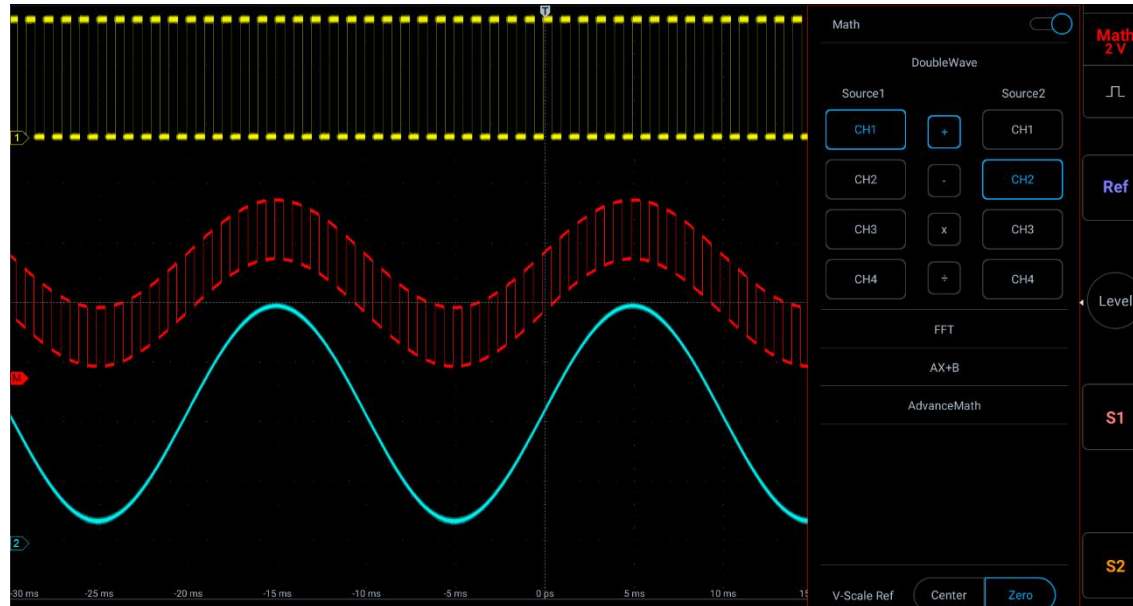 T
Math
Math
2 V
DoubleWave
Source1
Source2
CH1
+
CH1
1
CH2
-
CH2
Ref
CH3
x
CH3
CH4
÷
CH4
Level
FFT
AX+B
M
AdvanceMath
S1
2
S2
-30 ms
-25 ms
-20 ms
-15 ms
-10 ms
-5 ms
0 ps
5 ms
10 ms
15
V-Scale Ref
Center
Zero